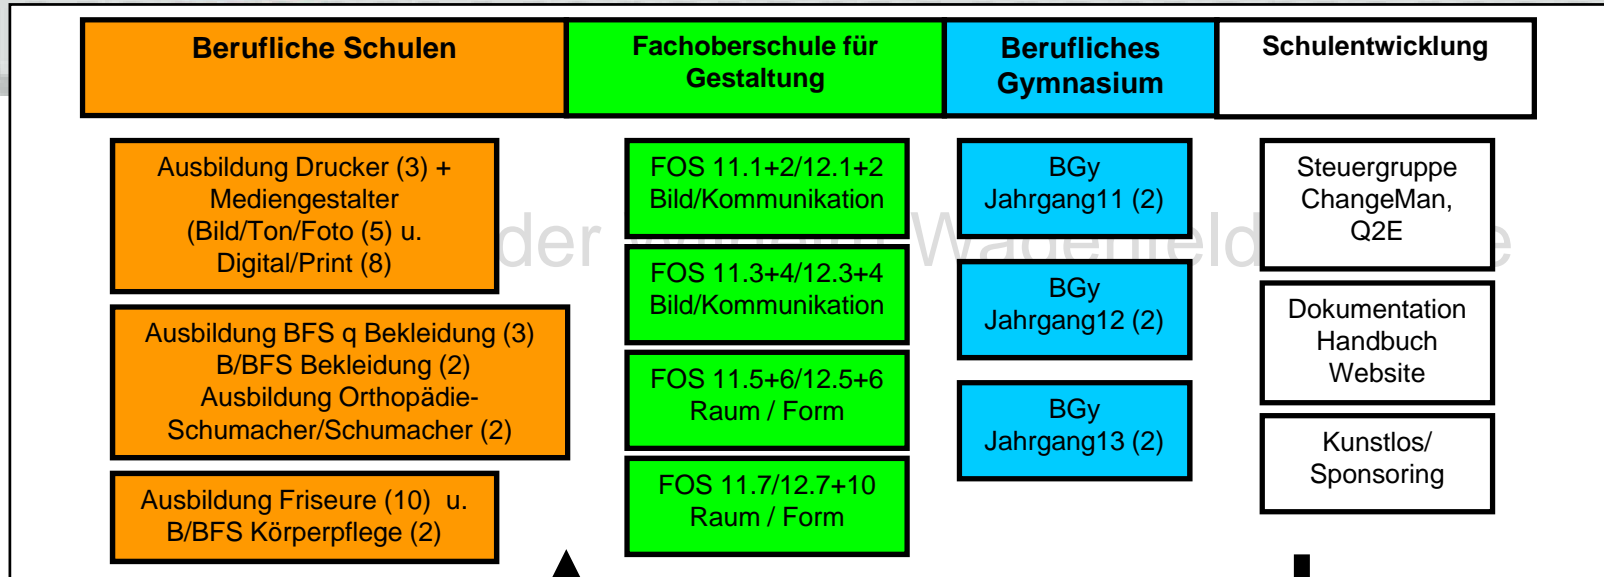 Berufliche Schulen
Fachoberschule für
Gestaltung
Berufliches
Gymnasium
Schulentwicklung
Ausbildung Drucker (3) +
Mediengestalter
(Bild/Ton/Foto (5) u.
Digital/Print (8)
Ausbildung BFS q Bekleidung (3)
B/BFS Bekleidung (2)
Ausbildung Orthopädie-
Schumacher/Schumacher (2)
Ausbildung Friseure (10) u.
B/BFS Körperpflege (2)
FOS 11.1+2/12.1+2
Bild/Kommunikation
FOS 11.3+4/12.3+4
Bild/Kommunikation
FOS 11.5+6/12.5+6
Raum / Form
FOS 11.7/12.7+10
Raum / Form
BGy
Jahrgang11 (2)
BGy
Jahrgang12 (2)
BGy
Jahrgang13 (2)
Steuergruppe
ChangeMan,
Q2E
Dokumentation
Handbuch
Website
Kunstlos/
Sponsoring
der Wagenfeld